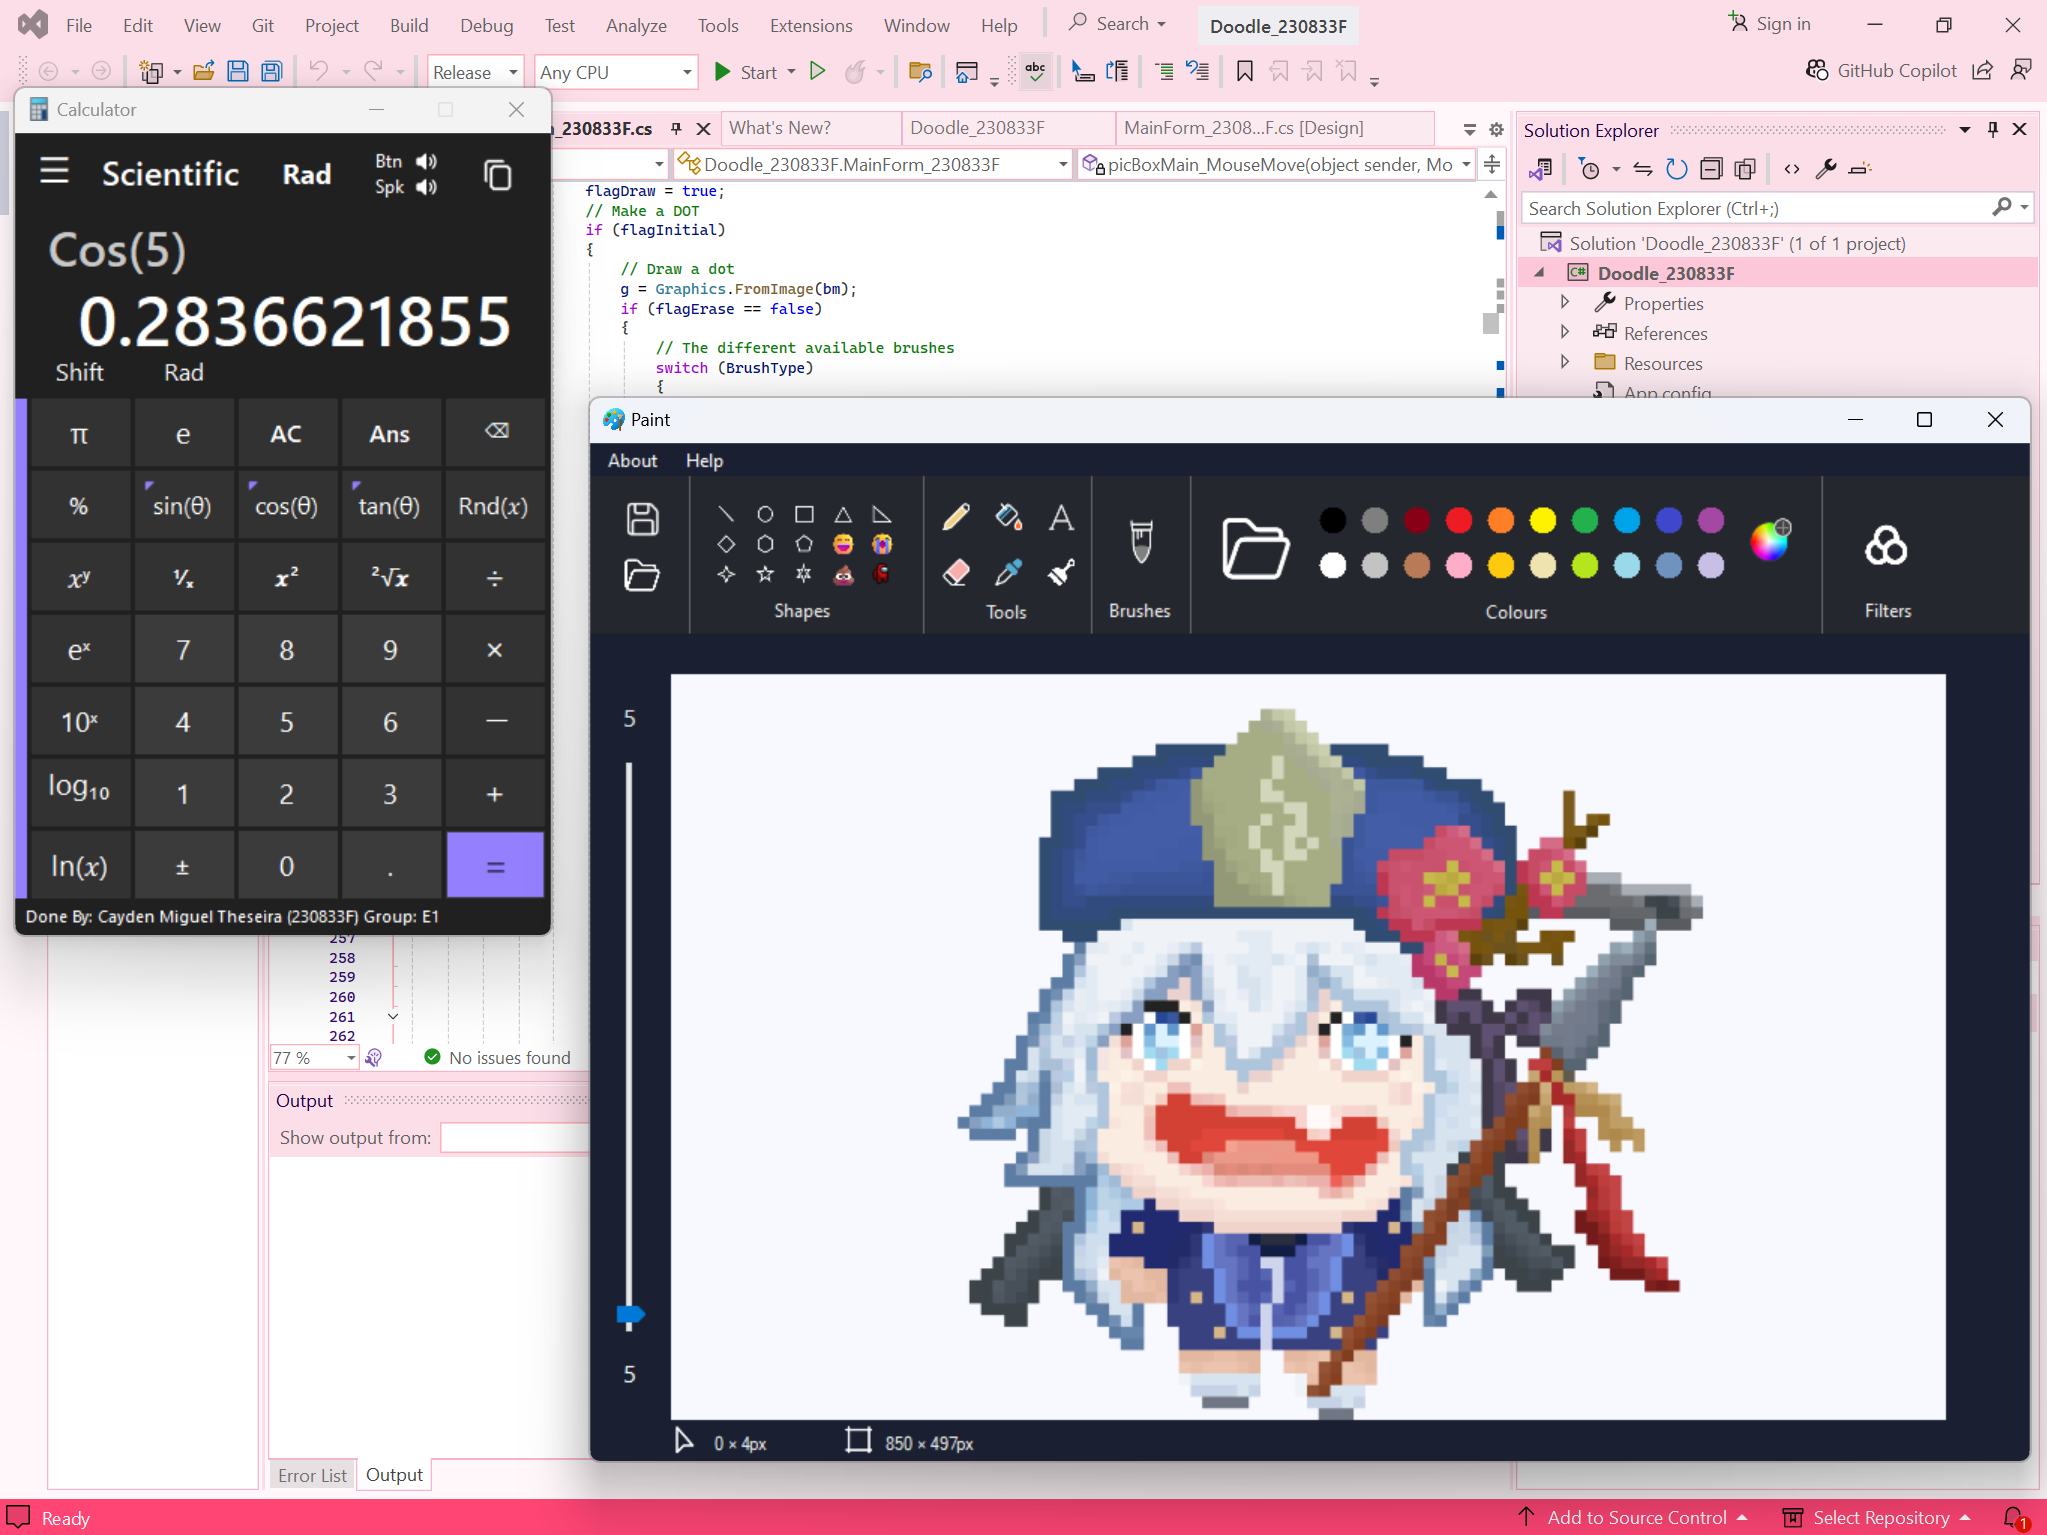 File Edit View Git Project Build Debug Test Analyze Tools Extensions Window Help Search Doodle_230833F Sign in
Release Any CPU Start GitHub Copilot
Calculator
Scientific Rad Btn
Spk
Cos(5)
0.2836621855
Shift Rad
π e AC Ans
% sin(θ) cos(θ) tan(θ) Rnd(x)
xʸ ¹/ₓ x² ²√x ÷
eˣ 7 8 9 ×
10ˣ 4 5 6 —
log₁₀ 1 2 3 +
ln(x) ± 0 . =
Done By: Cayden Miguel Theseira (230833F) Group: E1
_230833F.cs What's New? Doodle_230833F MainForm_2308...F.cs [Design]
Doodle_230833F.MainForm_230833F picBoxMain_MouseMove(object sender, Mo
flagDraw = true;
// Make a DOT
if (flagInitial)
{
// Draw a dot
g = Graphics.FromImage(bm);
if (flagErase == false)
{
// The different available brushes
switch (BrushType)
{
Solution Explorer
Search Solution Explorer (Ctrl+;)
Solution 'Doodle_230833F' (1 of 1 project)
C# Doodle_230833F
Properties
References
Resources
App.config
Paint
About Help
A
Shapes Tools Brushes Colours Filters
5
5
0 × 4px 850 × 497px
257
258
259
260
261
262
77 % No issues found
Output
Show output from:
Error List Output
Ready Add to Source Control Select Repository 1